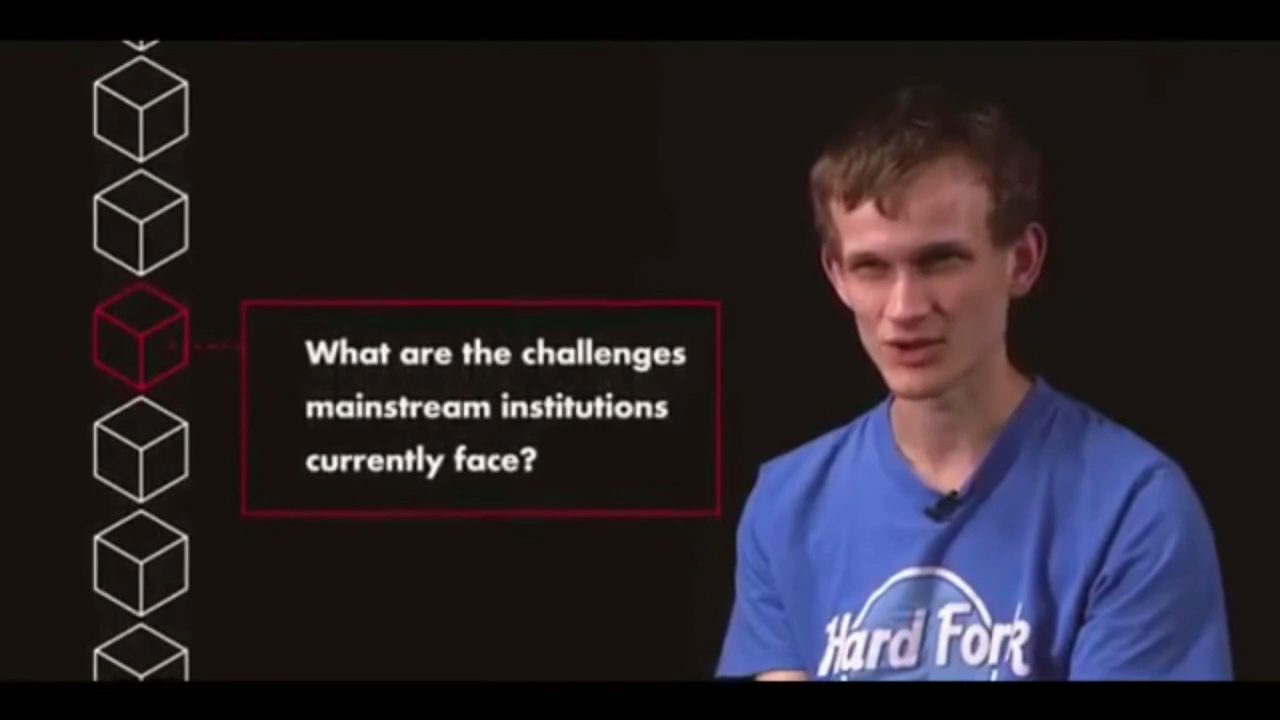 What are the challenges
mainstream institutions
currently face?
Hard Fork